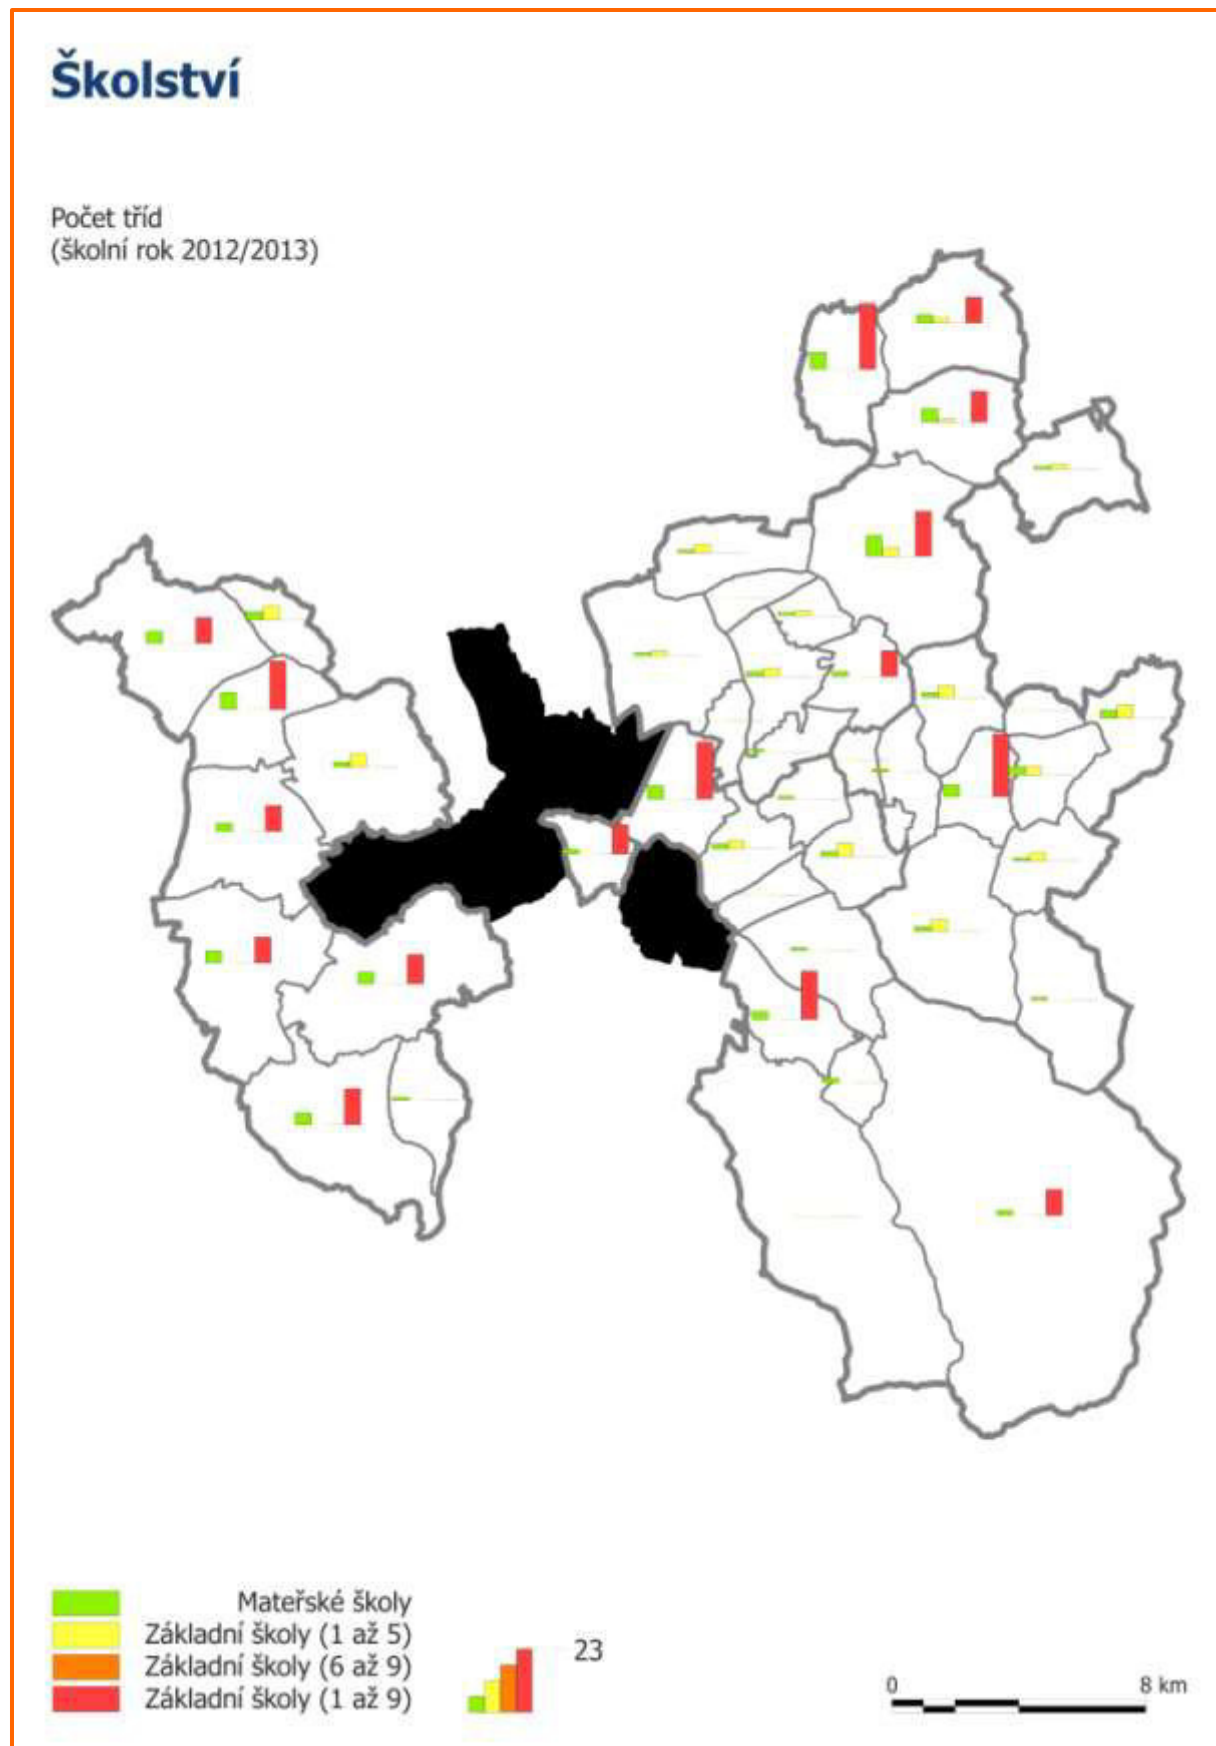 Školství
Počet tříd
(školní rok 2012/2013)
Mateřské školy
Základní školy (1 až 5)
Základní školy (6 až 9)
Základní školy (1 až 9)
23
0 8 km